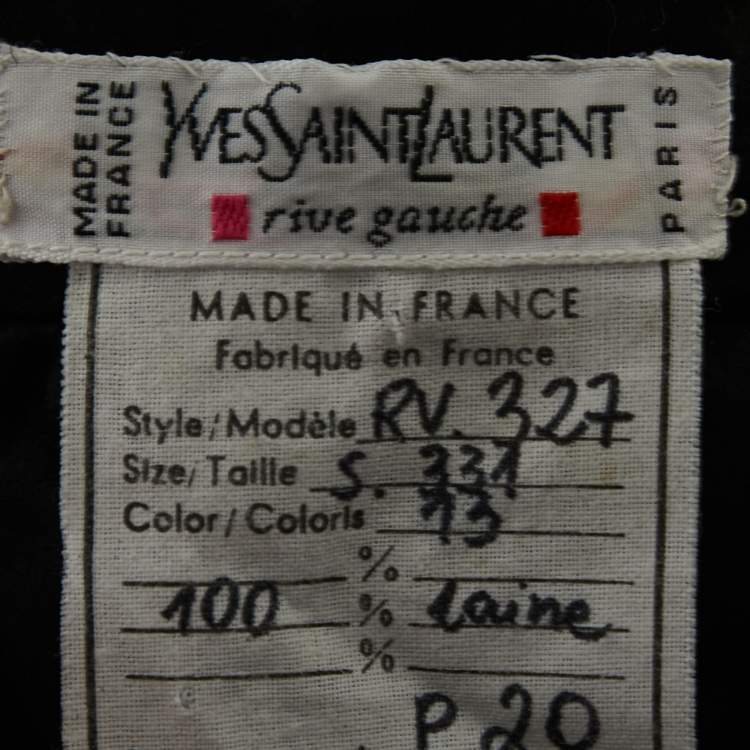 MADE IN FRANCE
YVES SAINT LAURENT
PARIS
rive gauche
MADE IN FRANCE
Fabriqué en France
Style/Modèle RV. 327
Size/Taille S. 331
Color/Coloris 13
%
100 % Laine
%
P 20